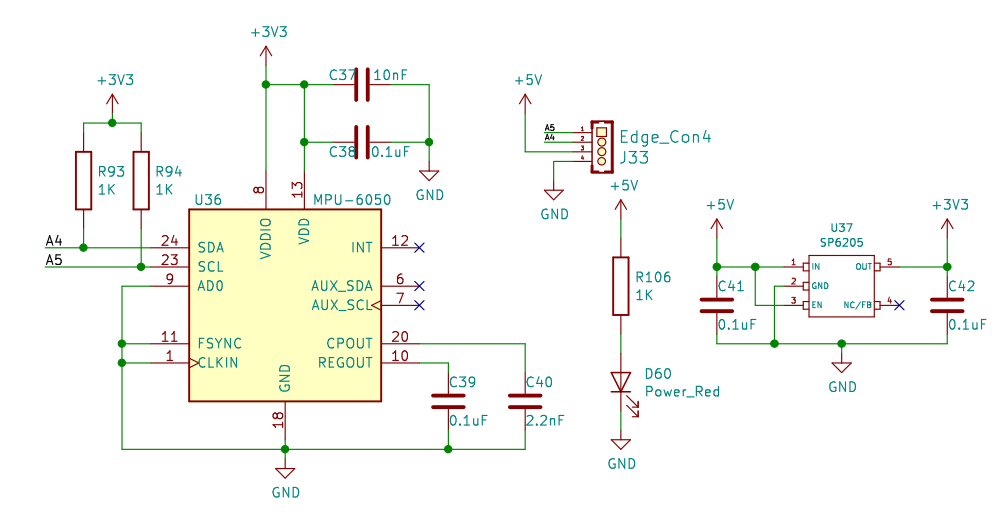 +3V3
C37 10nF
C38 0.1uF
GND
+3V3
R93
1K
R94
1K
A4
A5
U36
MPU-6050
8
13
VDDIO
VDD
24 SDA
23 SCL
9 AD0
11 FSYNC
1 CLKIN
INT 12
AUX_SDA 6
AUX_SCL 7
CPOUT 20
REGOUT 10
GND
18
C39
0.1uF
C40
2.2nF
GND
+5V
A5
A4
1
2
3
4
Edge_Con4
J33
GND
+5V
R106
1K
D60
Power_Red
GND
+5V
+3V3
U37
SP6205
1 IN
2 GND
3 EN
OUT 5
NC/FB 4
C41
0.1uF
C42
0.1uF
GND